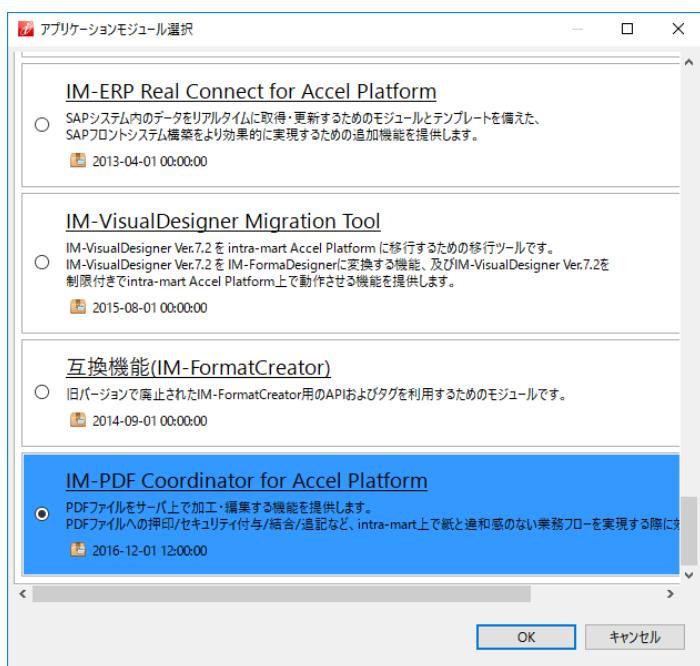 アプリケーションモジュール選択
IM-ERP Real Connect for Accel Platform
SAPシステム内のデータをリアルタイムに取得・更新するためのモジュールとテンプレートを備えた、
SAPフロントシステム構築をより効果的に実現するための追加機能を提供します。
2013-04-01 00:00:00
IM-VisualDesigner Migration Tool
IM-VisualDesigner Ver.7.2 を intra-mart Accel Platform に移行するための移行ツールです。
IM-VisualDesigner Ver.7.2 を IM-FormaDesignerに変換する機能、及びIM-VisualDesigner Ver.7.2を
制限付きでintra-mart Accel Platform上で動作させる機能を提供します。
2015-08-01 00:00:00
互換機能(IM-FormatCreator)
旧バージョンで廃止されたIM-FormatCreator用のAPIおよびタグを利用するためのモジュールです。
2014-09-01 00:00:00
IM-PDF Coordinator for Accel Platform
PDFファイルをサーバ上で加工・編集する機能を提供します。
PDFファイルへの押印/セキュリティ付与/結合/追記など、intra-mart上で紙と違和感のない業務フローを実現する際に
2016-12-01 12:00:00
OK
キャンセル